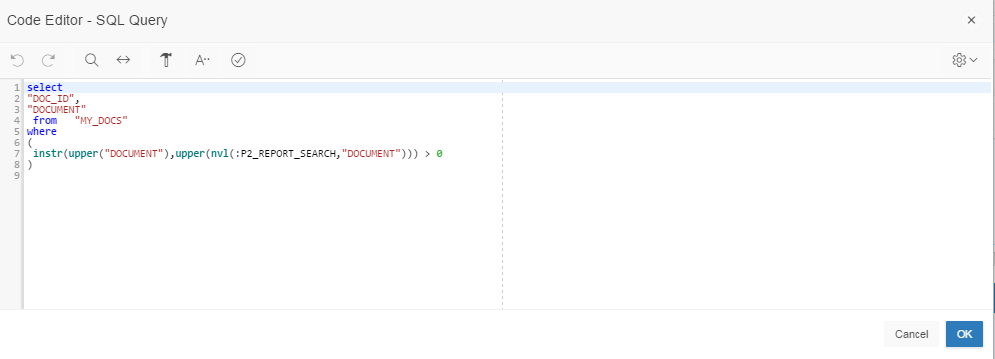 Code Editor - SQL Query
A
1 select
2 "DOC_ID",
3 "DOCUMENT"
4 from "MY_DOCS"
5 where
6 (
7 instr(upper("DOCUMENT"),upper(nvl(:P2_REPORT_SEARCH,"DOCUMENT"))) > 0
8 )
9
Cancel OK